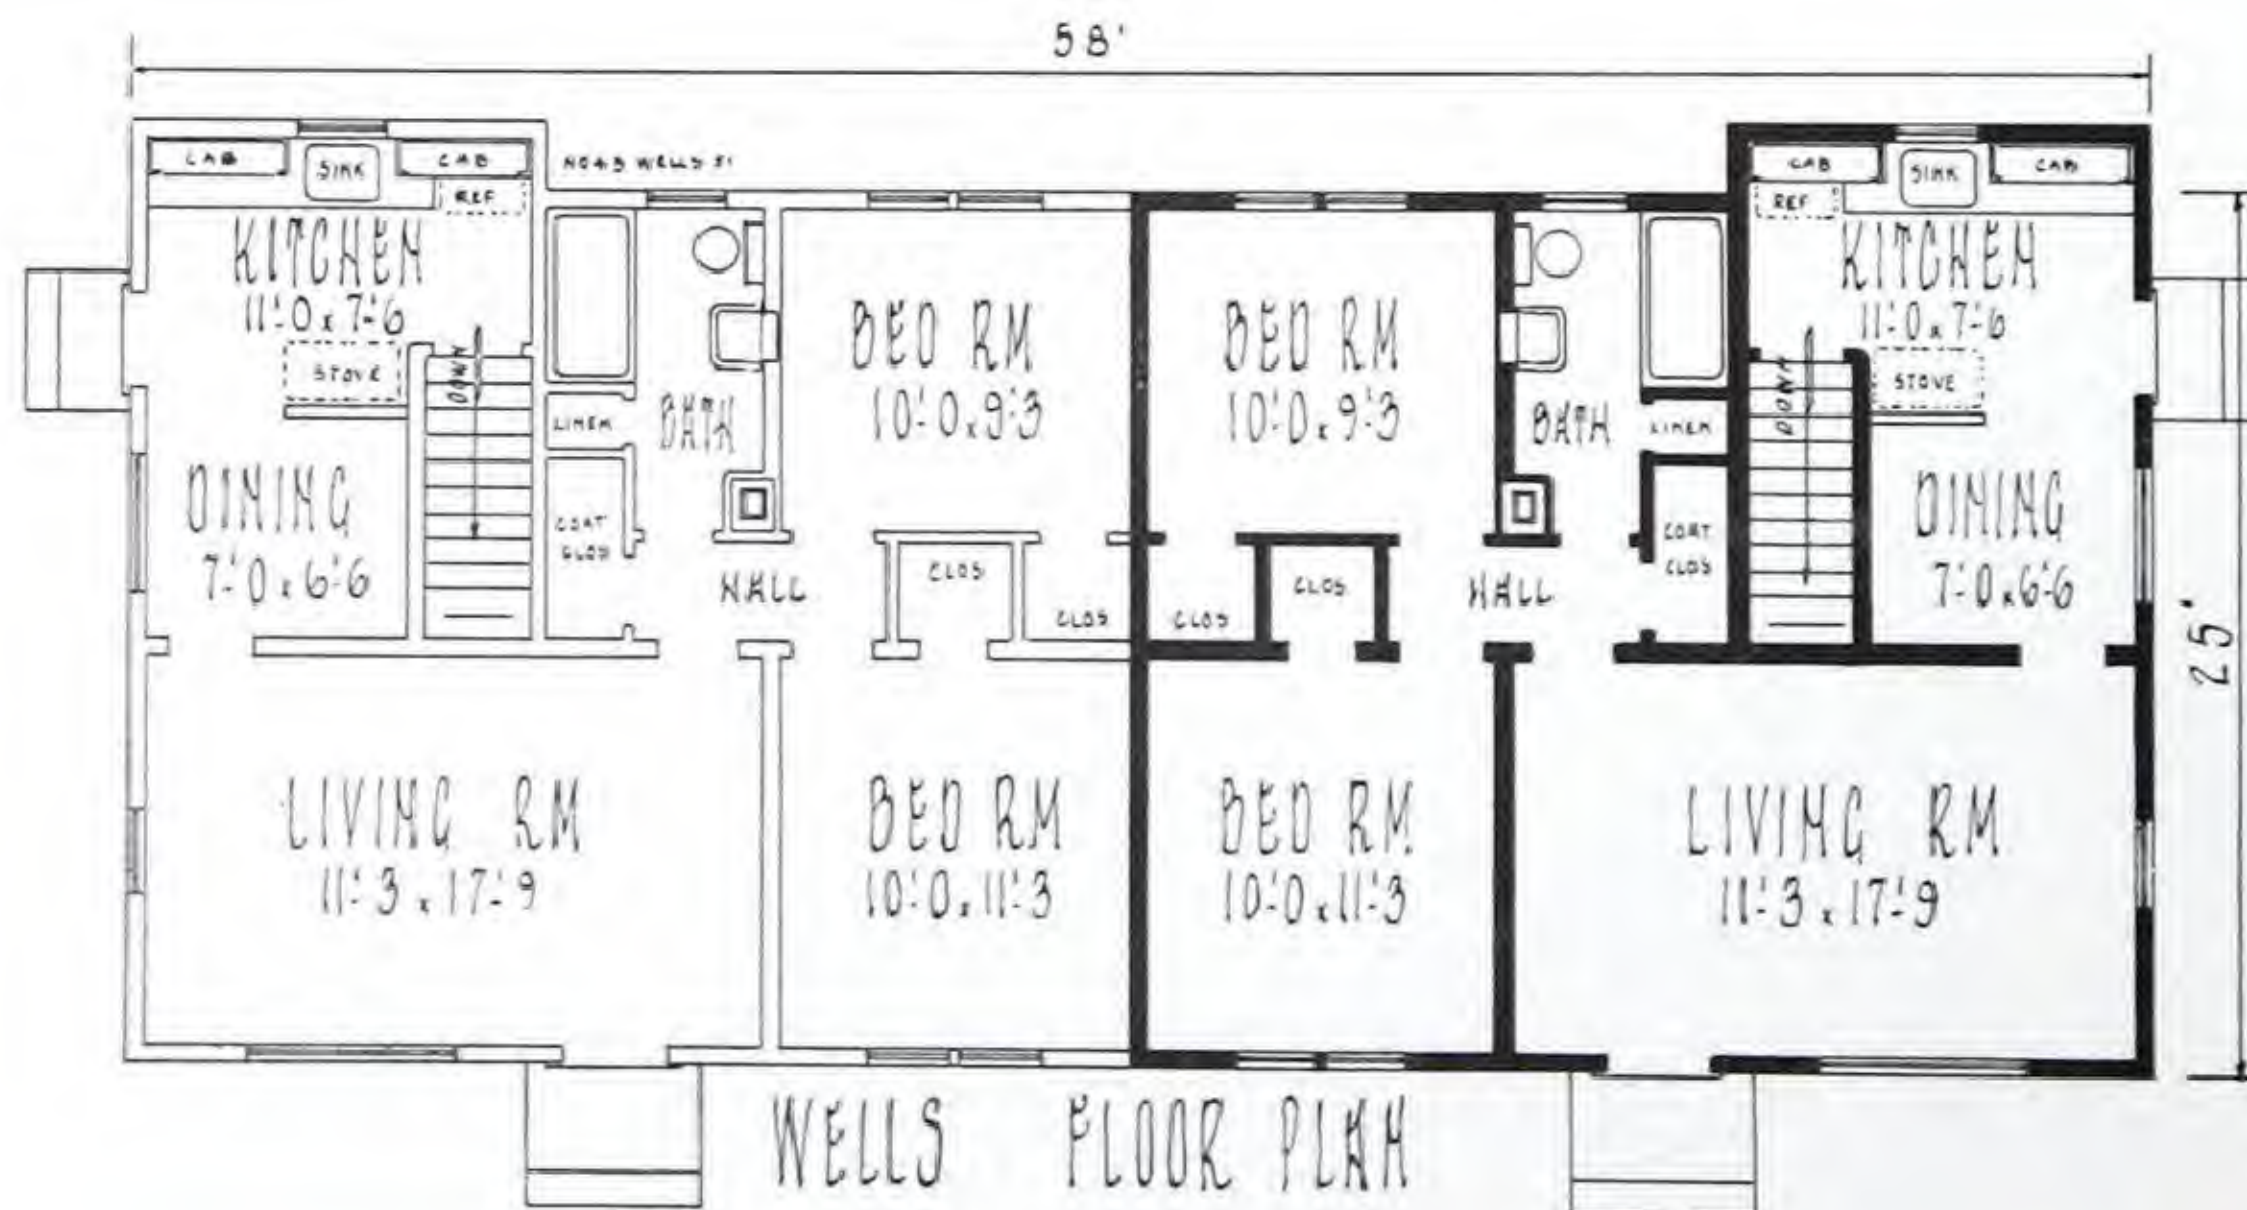 58'
CAB
SINK
CAB
REF
KITCHEN
11'-0 x 7'-6
STOVE
DOWN
DINING
7'-0 x 6'-6
LINEN
COAT
CLOS
BATH
HALL
BED RM
10'-0 x 9'-3
CLOS
CLOS
LIVING RM
11'-3 x 17'-9
BED RM
10'-0 x 11'-3
BED RM
10'-0 x 9'-3
CLOS
CLOS
HALL
BATH
LINEN
COAT
CLOS
CAB
SINK
CAB
REF
KITCHEN
11'-0 x 7'-6
STOVE
DOWN
DINING
7'-0 x 6'-6
BED RM
10'-0 x 11'-3
LIVING RM
11'-3 x 17'-9
25'
WELLS FLOOR PLAN